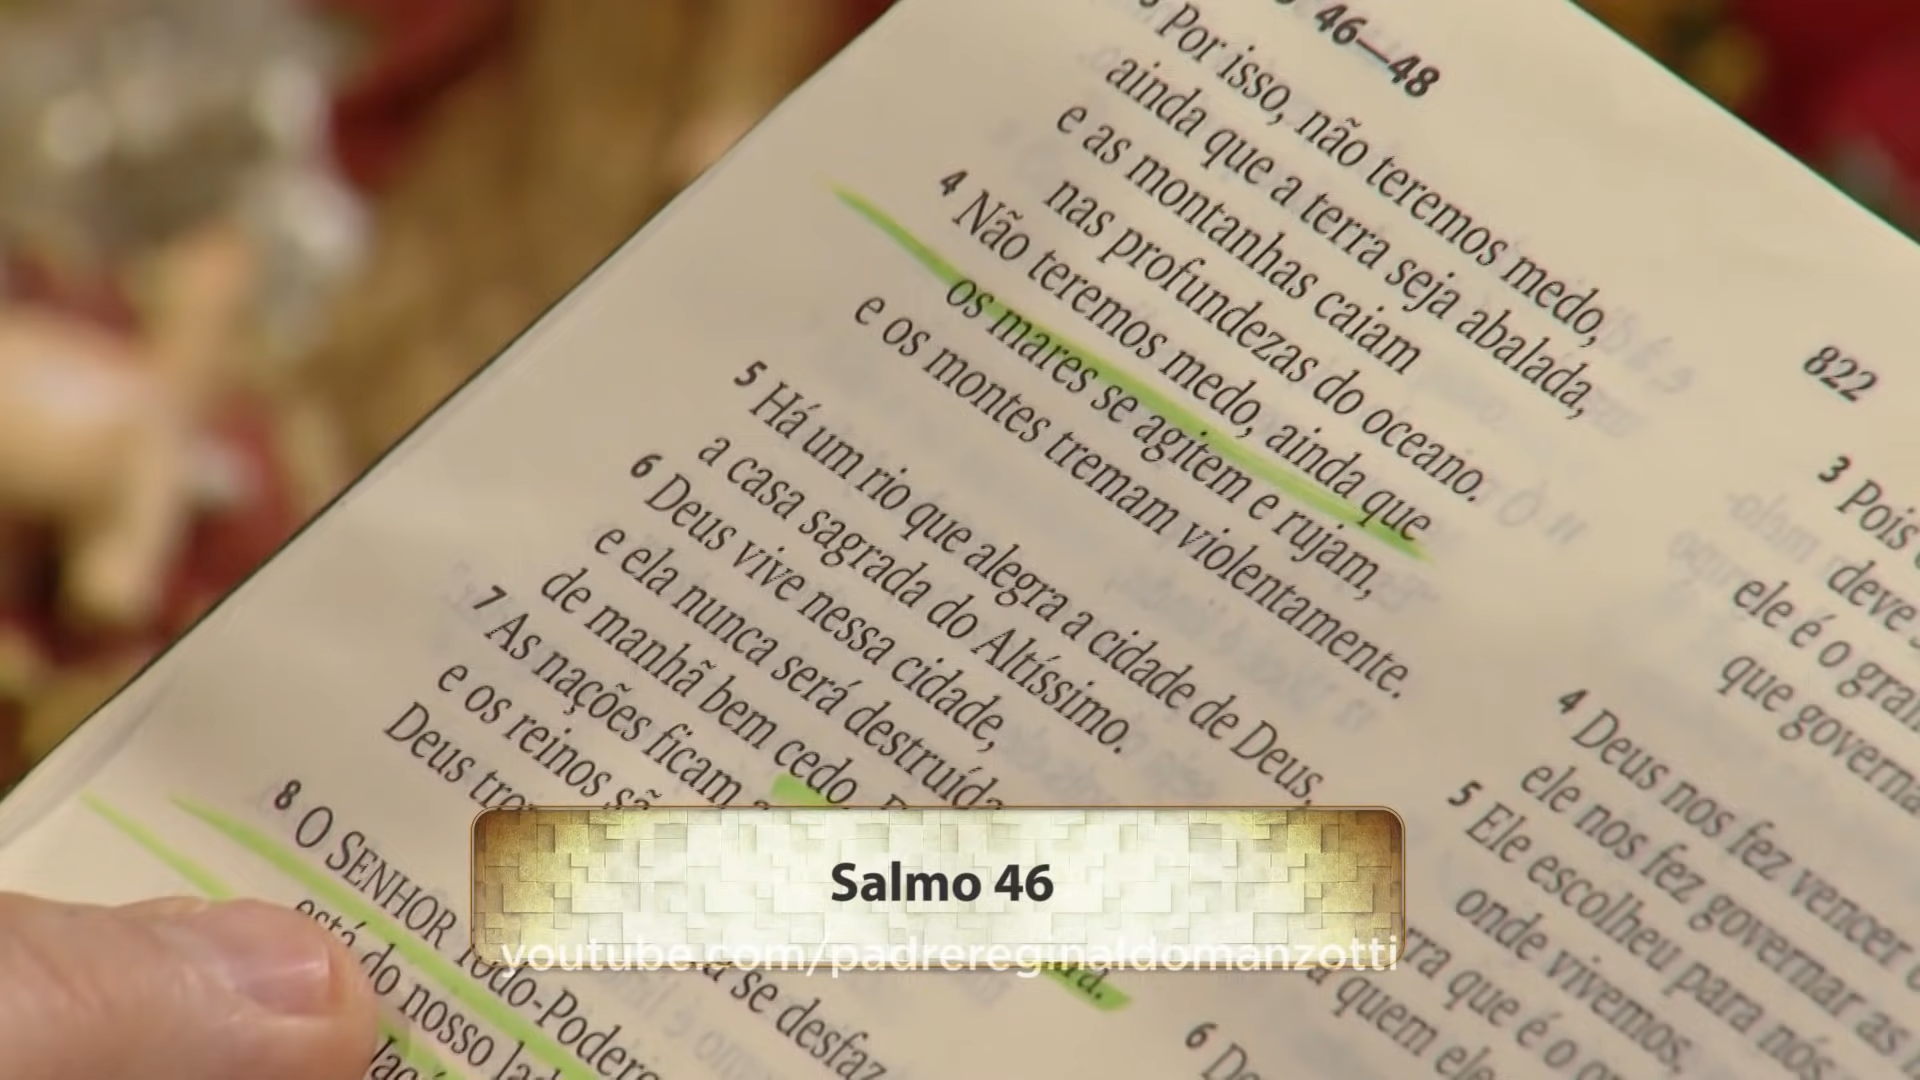 46—48
Por isso, não teremos medo,
ainda que a terra seja abalada,
e as montanhas caiam
nas profundezas do oceano.
4 Não teremos medo, ainda que
os mares se agitem e rujam,
e os montes tremam violentamente.
5 Há um rio que alegra a cidade de Deus,
a casa sagrada do Altíssimo.
6 Deus vive nessa cidade,
e ela nunca será destruída
de manhã bem cedo,
7 As nações ficam
e os reinos
Deus
8 O SENHOR Todo-Podero
está do nosso lad
se desfaz
822
3 Pois
deve
ele é o gran
que governa
4 Deus nos fez vencer
ele nos fez governar as
5 Ele escolheu para nós
onde vivemos,
rra que é o
a quem ele
6 De
Salmo 46
youtube.com/padrereginaldomanzotti